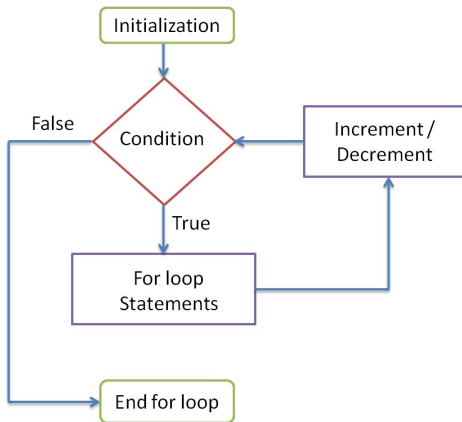 Initialization
False
Condition
Increment /
Decrement
True
For loop
Statements
End for loop